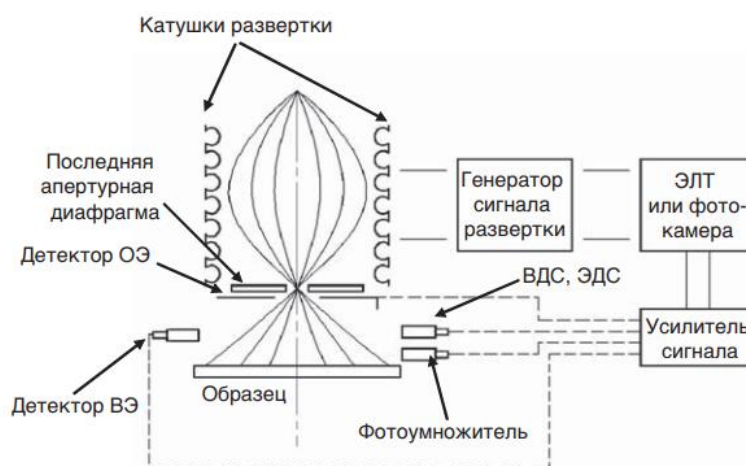 Катушки развертки
Последняя
апертурная
диафрагма
Генератор
сигнала
развертки
ЭЛТ
или фото-
камера
Детектор ОЭ
ВДС, ЭДС
Усилитель
сигнала
Образец
Детектор ВЭ
Фотоумножитель